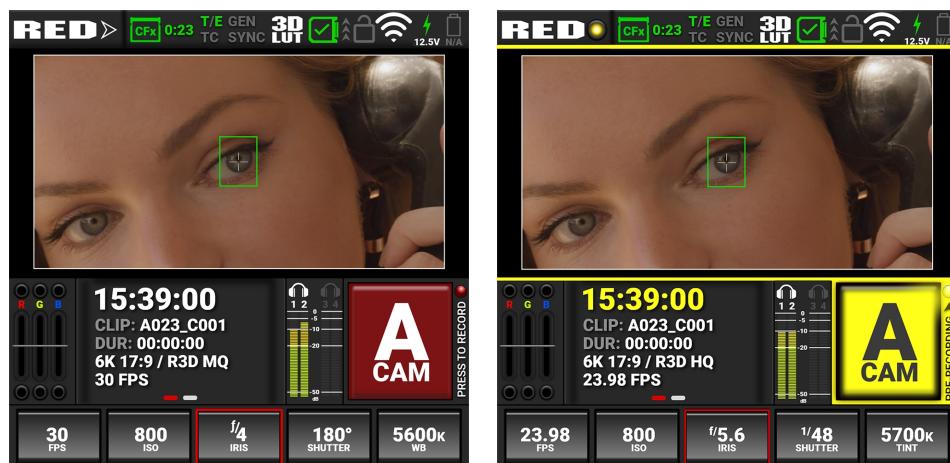 RED CFx 0:23 T/E GEN 3D
TC SYNC LUT 12.5V N/A
R G B
15:39:00
CLIP: A023_C001
DUR: 00:00:00
6K 17:9 / R3D MQ
30 FPS
1 2 3 4
0
-5
-10
-20
-50
dB
A
CAM
PRESS TO RECORD
30 800 f/4 180° 5600K
FPS ISO IRIS SHUTTER WB
RED CFx 0:23 T/E GEN 3D
TC SYNC LUT 12.5V N/A
R G B
15:39:00
CLIP: A023_C001
DUR: 00:00:00
6K 17:9 / R3D HQ
23.98 FPS
1 2 3 4
0
-5
-10
-20
-50
dB
A
CAM
PRE-RECORDING
23.98 800 f/5.6 1/48 5700K
FPS ISO IRIS SHUTTER TINT